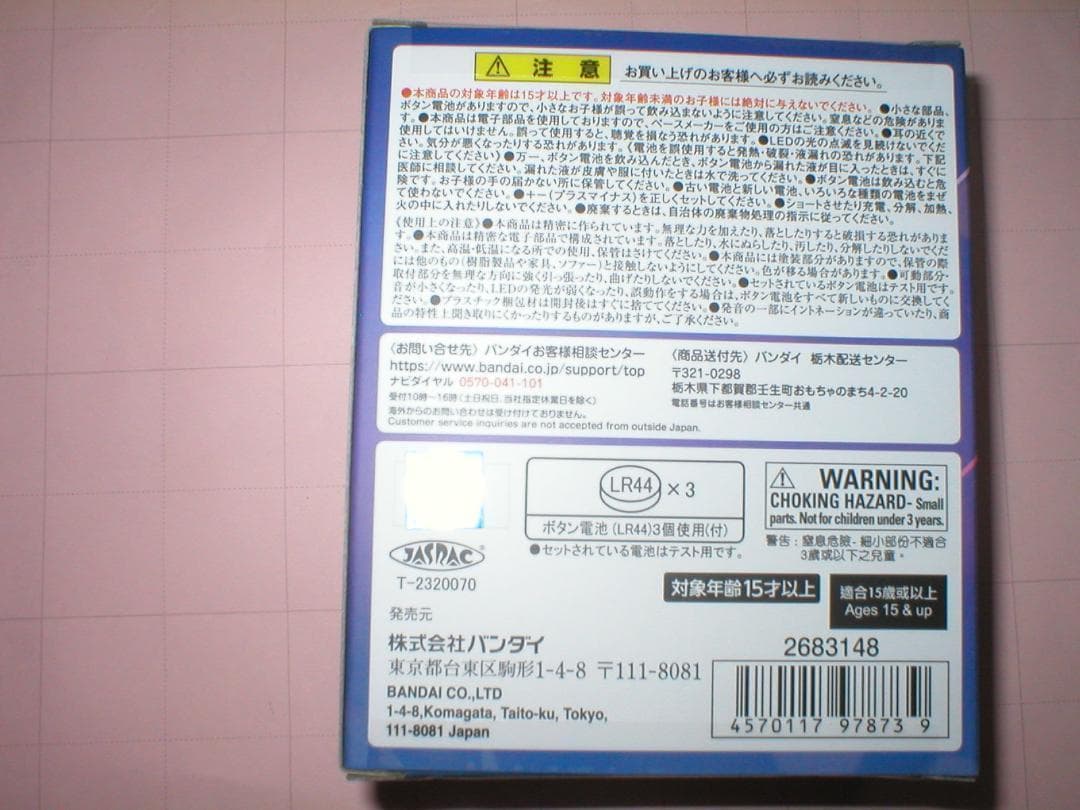 ⚠ 注意 お買い上げのお客様へ必ずお読みください。
●本商品の対象年齢は15才以上です。対象年齢未満のお子様には絶対に与えないでください。●小さな部品、
ボタン電池がありますので、小さなお子様が誤って飲み込まないように注意してください。窒息などの危険がありま
す。●本商品は電子部品を使用しておりますので、ペースメーカーをご使用の方はご注意ください。●耳の近くで
使用してはいけません。誤って使用すると、聴覚を損なう恐れがあります。●LEDの光の点滅を見続けないでくだ
さい。気分が悪くなったりする恐れがあります。《電池を誤使用すると発熱・破裂・液漏れの恐れがあります。下記
に注意してください》●万一、ボタン電池を飲み込んだとき、ボタン電池から漏れた液が目に入ったときは、すぐに
医師に相談してください。漏れた液が皮膚や服に付いたときは水で洗ってください。●ボタン電池は飲み込むと危
険です。お子様の手の届かない所に保管してください。●古い電池と新しい電池、いろいろな種類の電池をまぜ
て使わないでください。●+−(プラスマイナス)を正しくセットしてください。●ショートさせたり充電、分解、加熱、
火の中に入れたりしないでください。●廃棄するときは、自治体の廃棄物処理の指示に従ってください。
《使用上の注意》●本商品は精密に作られています。無理な力を加えたり、落としたりすると破損する恐れがありま
す。●本商品は精密な電子部品で構成されています。落としたり、水にぬらしたり、汚したり、分解したりしないでくだ
さい。また、高温・低温になる所での使用、保管はさけてください。●本商品には塗装部分がありますので、保管の際
には他のもの(樹脂製品や家具、ソファー)と接触しないようにしてください。色が移る場合があります。●可動部分・
取付部分を無理な方向に強く引っ張ったり、曲げたりしないでください。●セットされているボタン電池はテスト用です。
音が小さくなったり、LEDの発光が弱くなったり、誤動作をする場合は、ボタン電池をすべて新しいものに交換してく
ださい。●プラスチック梱包材は開封後はすぐに捨ててください。●発音の一部にイントネーションが違っていたり、商
品の特性上聞き取りにくかったりするものがありますが、ご了承ください。
〈お問い合せ先〉バンダイお客様相談センター
https://www.bandai.co.jp/support/top
ナビダイヤル 0570-041-101
受付10時〜16時(土日祝日、当社指定休業日を除く)
海外からのお問い合わせは受け付けておりません。
Customer service inquiries are not accepted from outside Japan.
〈商品送付先〉バンダイ 栃木配送センター
〒321-0298
栃木県下都賀郡壬生町おもちゃのまち4-2-20
電話番号はお客様相談センター共通
LR44 ×3
ボタン電池(LR44)3個使用(付)
●セットされている電池はテスト用です。
⚠ WARNING:
CHOKING HAZARD- Small
parts. Not for children under 3 years.
警告:窒息危險-細小部份不適合
3歲或以下之兒童。
JASRAC
T-2320070
対象年齢15才以上
適合15歲或以上
Ages 15 & up
発売元
株式会社バンダイ
東京都台東区駒形1-4-8 〒111-8081
BANDAI CO.,LTD
1-4-8,Komagata, Taito-ku, Tokyo,
111-8081 Japan
2683148
4570117 97873 9